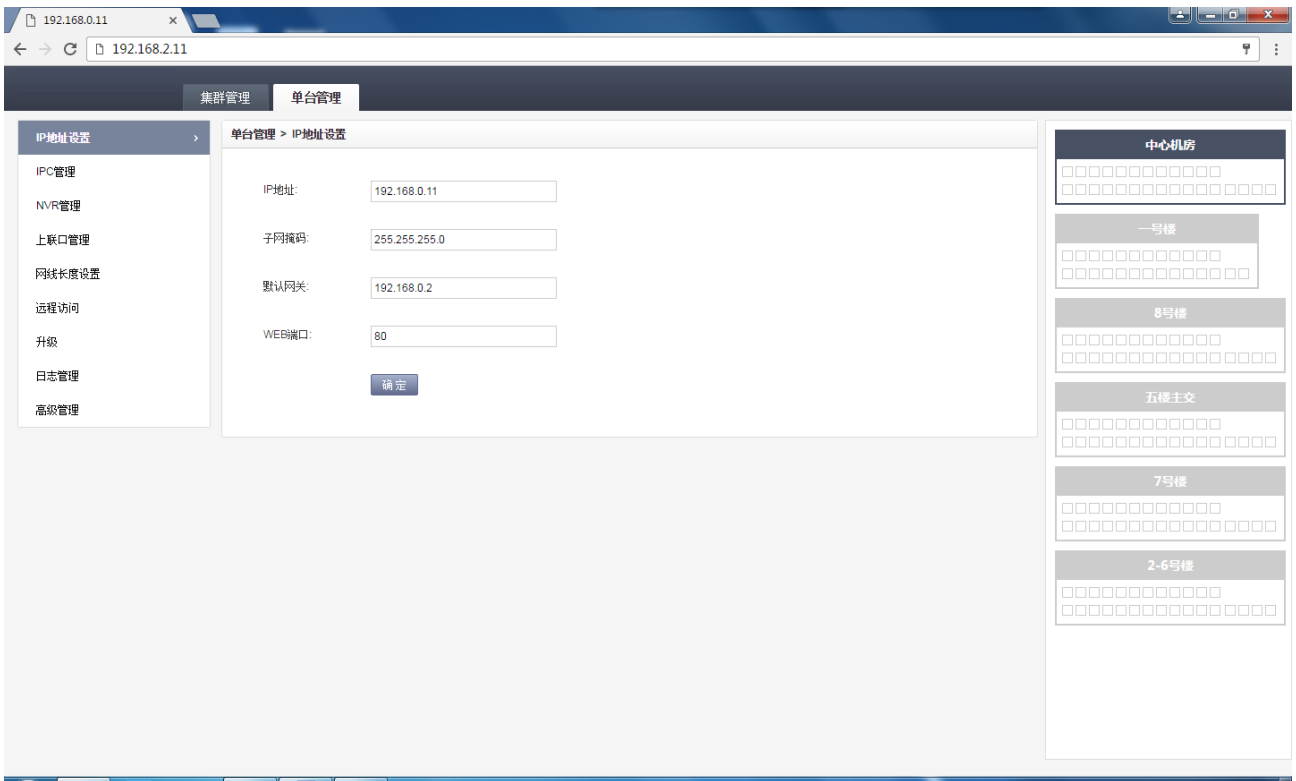 192.168.0.11
192.168.2.11
集群管理
单台管理
IP地址设置
IPC管理
NVR管理
上联口管理
网线长度设置
远程访问
升级
日志管理
高级管理
单台管理 > IP地址设置
IP地址: 192.168.0.11
子网掩码: 255.255.255.0
默认网关: 192.168.0.2
WEB端口: 80
确定
中心机房
一号楼
8号楼
五楼主交
7号楼
2-6号楼